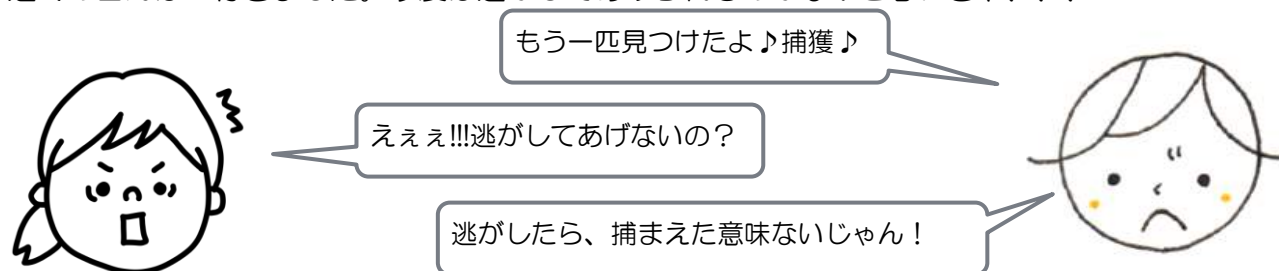 もう一匹見つけたよ♪捕獲♪
えぇぇ!!!逃がしてあげないの？
逃がしたら、捕まえた意味ないじゃん！